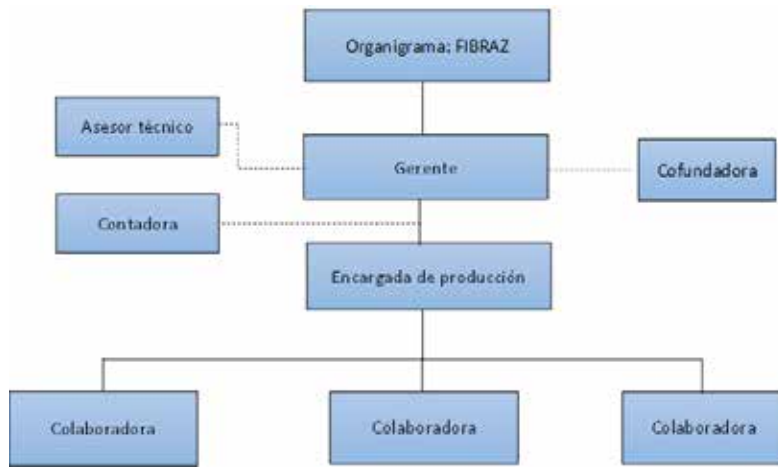 Organigrama: FIBRAZ
Asesor técnico
Gerente
Cofundadora
Contadora
Encargada de producción
Colaboradora
Colaboradora
Colaboradora